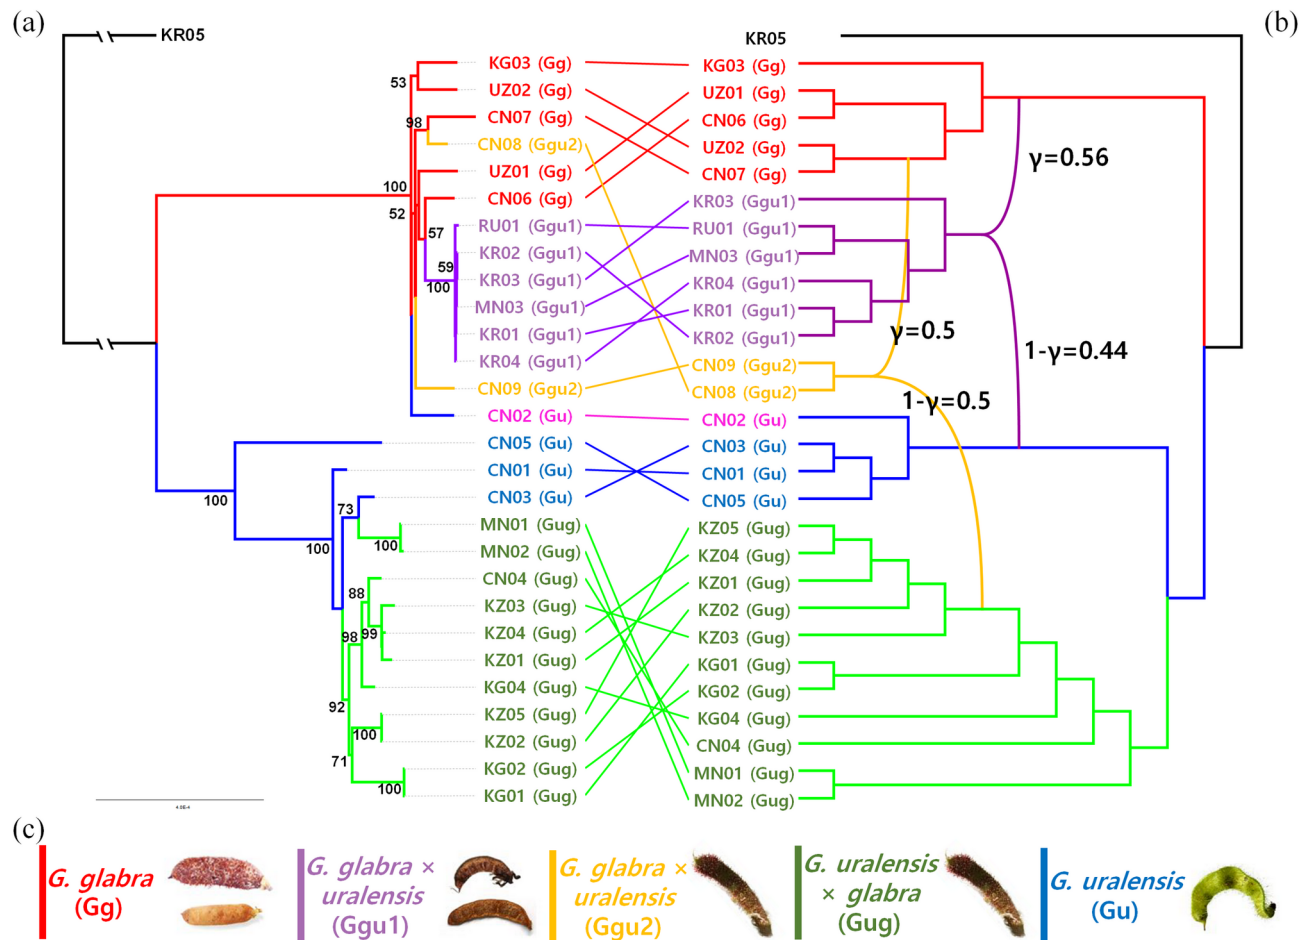 (a)
(b)
KR05
KR05
KG03 (Gg)
UZ02 (Gg)
CN07 (Gg)
CN08 (Ggu2)
UZ01 (Gg)
CN06 (Gg)
RU01 (Ggu1)
KR02 (Ggu1)
KR03 (Ggu1)
MN03 (Ggu1)
KR01 (Ggu1)
KR04 (Ggu1)
CN09 (Ggu2)
CN02 (Gu)
CN05 (Gu)
CN01 (Gu)
CN03 (Gu)
MN01 (Gug)
MN02 (Gug)
CN04 (Gug)
KZ03 (Gug)
KZ04 (Gug)
KZ01 (Gug)
KG04 (Gug)
KZ05 (Gug)
KZ02 (Gug)
KG02 (Gug)
KG01 (Gug)
53
98
100
52
57
59
100
100
100
73
100
88
98
99
92
100
71
100
4.0E-4
KG03 (Gg)
UZ01 (Gg)
CN06 (Gg)
UZ02 (Gg)
CN07 (Gg)
KR03 (Ggu1)
RU01 (Ggu1)
MN03 (Ggu1)
KR04 (Ggu1)
KR01 (Ggu1)
KR02 (Ggu1)
CN09 (Ggu2)
CN08 (Ggu2)
CN02 (Gu)
CN03 (Gu)
CN01 (Gu)
CN05 (Gu)
KZ05 (Gug)
KZ04 (Gug)
KZ01 (Gug)
KZ02 (Gug)
KZ03 (Gug)
KG01 (Gug)
KG02 (Gug)
KG04 (Gug)
CN04 (Gug)
MN01 (Gug)
MN02 (Gug)
γ=0.56
γ=0.5
1-γ=0.44
1-γ=0.5
(c)
G. glabra
(Gg)
G. glabra ×
uralensis
(Ggu1)
G. glabra ×
uralensis
(Ggu2)
G. uralensis
× glabra
(Gug)
G. uralensis
(Gu)